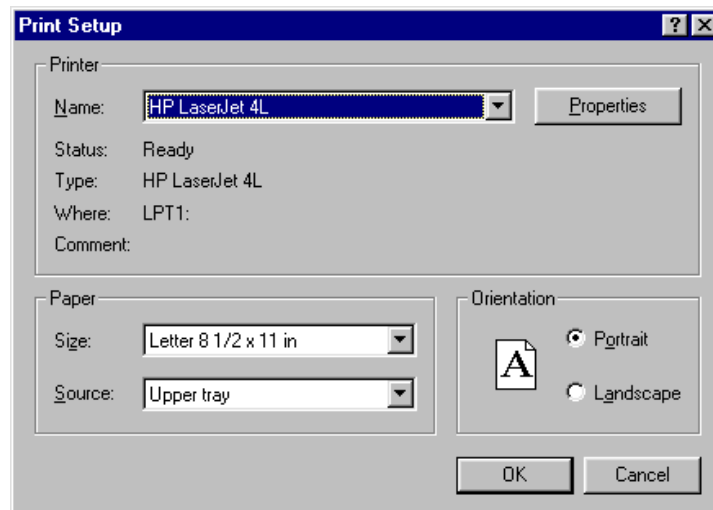 Print Setup
Printer
Name: HP LaserJet 4L Properties
Status: Ready
Type: HP LaserJet 4L
Where: LPT1:
Comment:
Paper
Size: Letter 8 1/2 x 11 in
Source: Upper tray
Orientation
A
Portrait
Landscape
OK Cancel